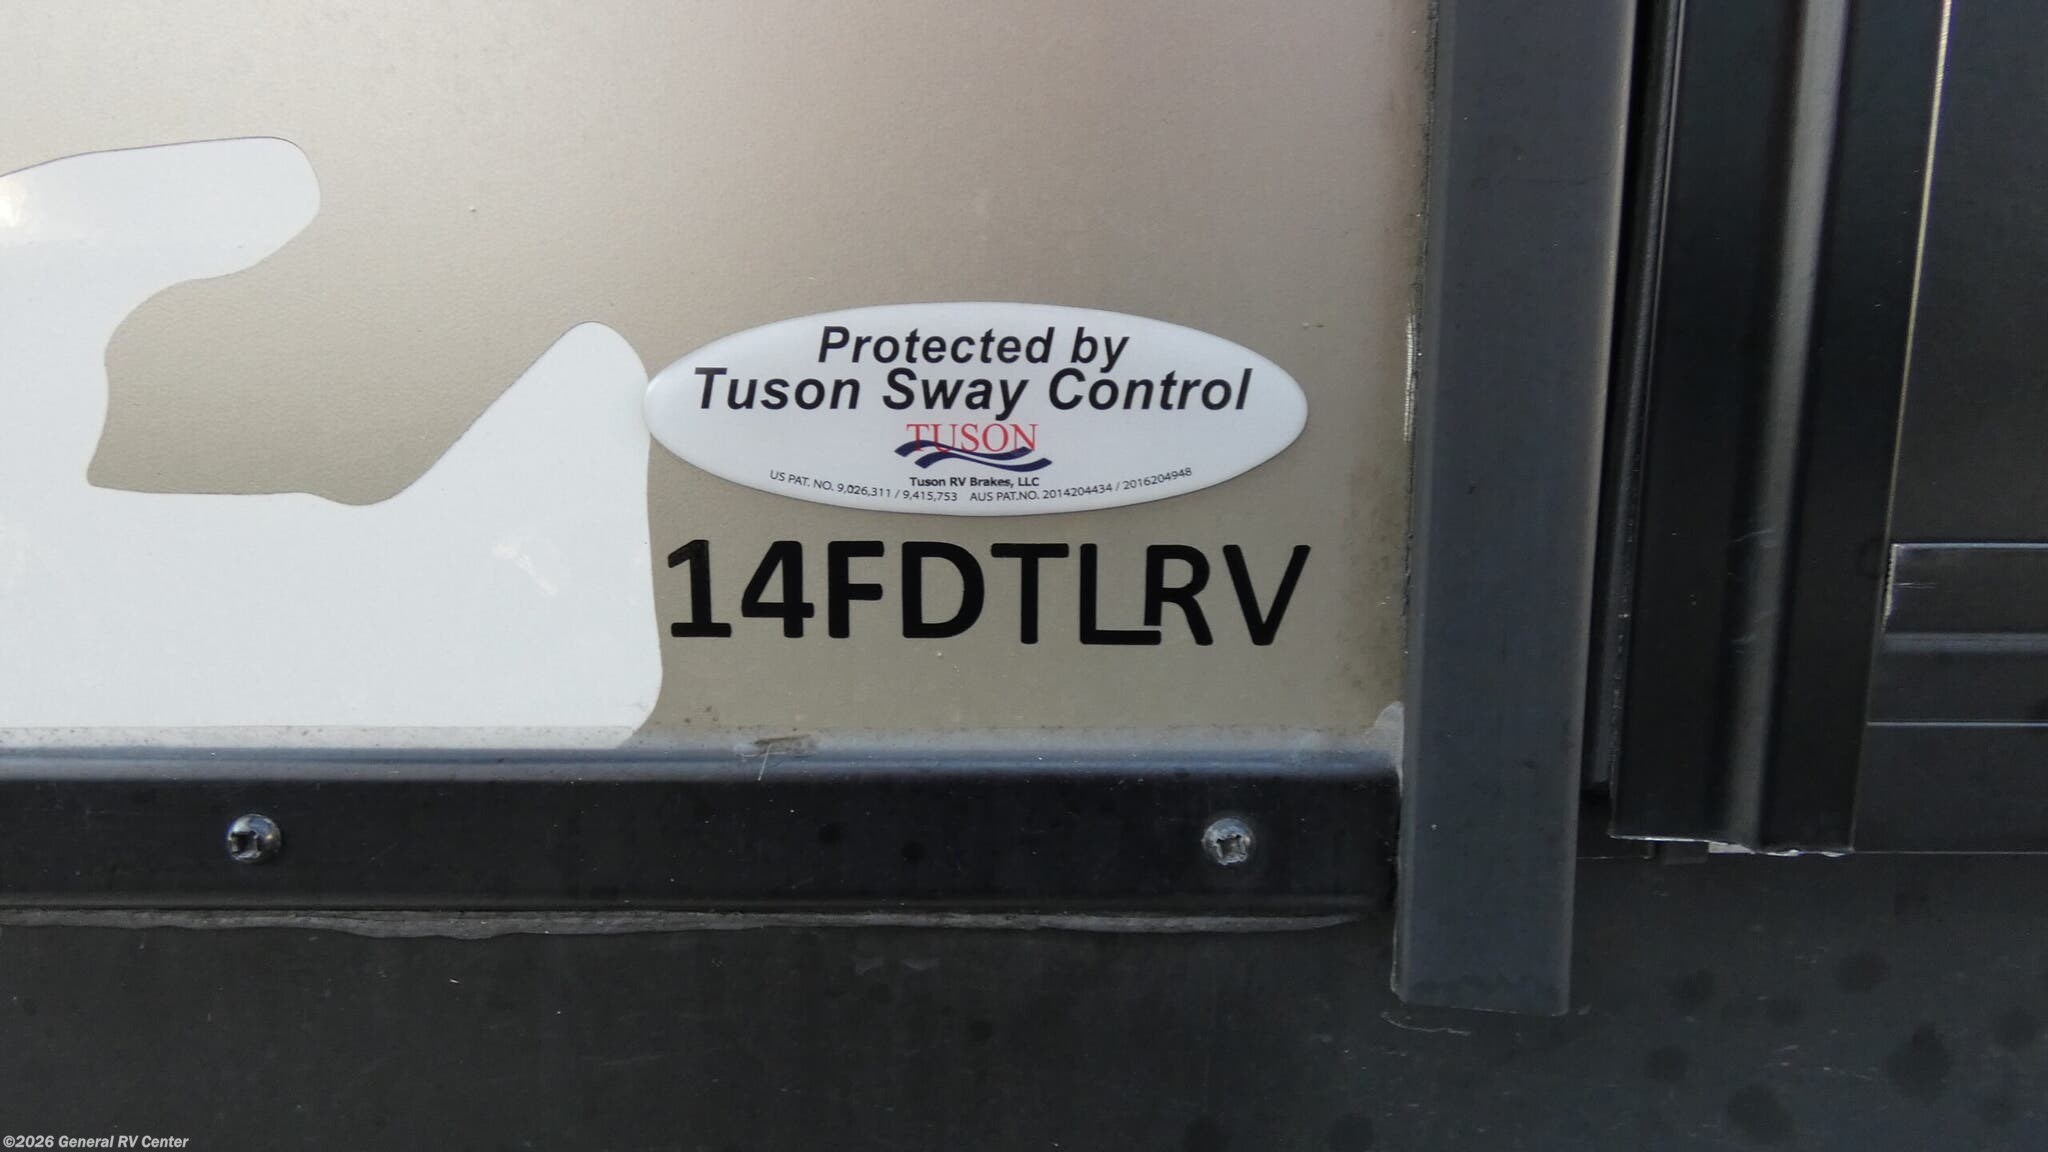 Protected by
Tuson Sway Control
TUSON
Tuson RV Brakes, LLC
US PAT. NO. 9,026,311 / 9,415,753 AUS PAT.NO. 2014204434 / 2016204948
14FDTLRV
©2026 General RV Center